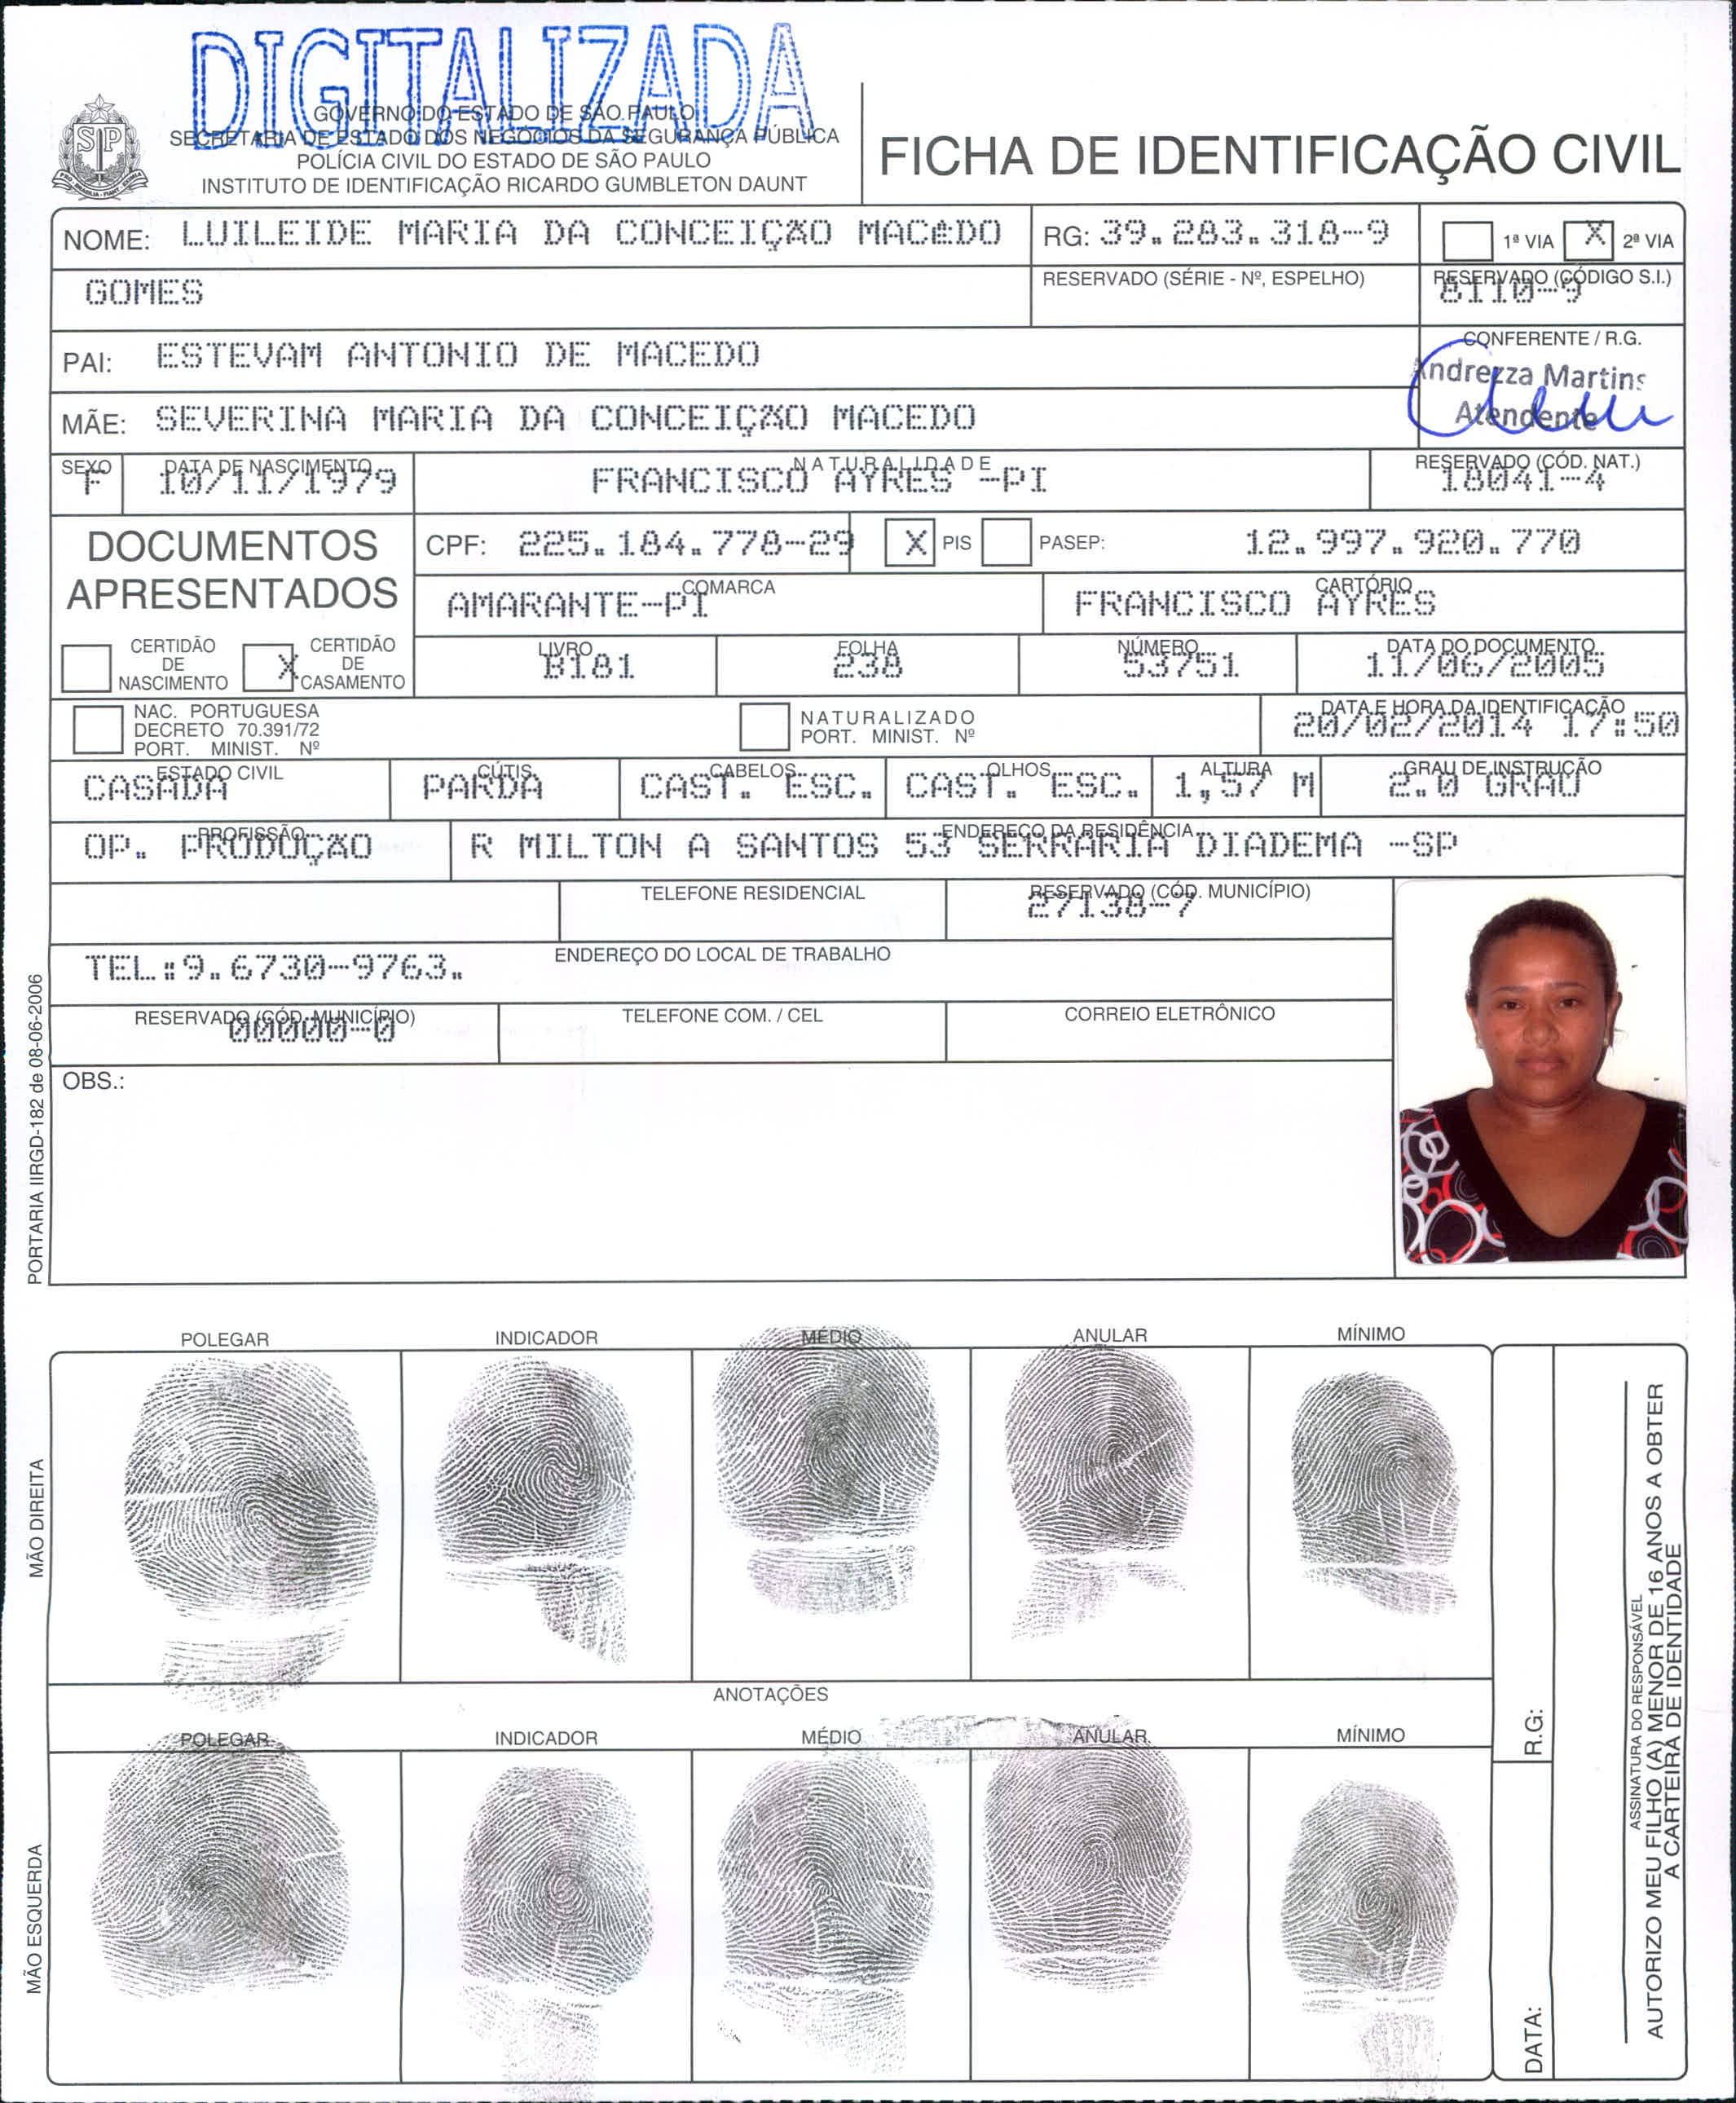 DIGITALIZADA
GOVERNO DO ESTADO DE SÃO PAULO
SECRETARIA DE ESTADO DOS NEGÓCIOS DA SEGURANÇA PÚBLICA
POLÍCIA CIVIL DO ESTADO DE SÃO PAULO
INSTITUTO DE IDENTIFICAÇÃO RICARDO GUMBLETON DAUNT
FICHA DE IDENTIFICAÇÃO CIVIL
SP
NOME: LUILEIDE MARIA DA CONCEIÇÃO MACêDO
RG: 39.283.318-9
1ª VIA X 2ª VIA
GOMES
RESERVADO (SÉRIE - Nº, ESPELHO)
RESERVADO (CÓDIGO S.I.)
8110-9
PAI: ESTEVAM ANTONIO DE MACEDO
CONFERENTE / R.G.
Andrezza Martins
Atendente
MÃE: SEVERINA MARIA DA CONCEIÇÃO MACEDO
SEXO
F
DATA DE NASCIMENTO
10/11/1979
NATURALIDADE
FRANCISCO AYRES -PI
RESERVADO (CÓD. NAT.)
18041-4
DOCUMENTOS
APRESENTADOS
CPF: 225.184.778-29
X PIS
PASEP: 12.997.920.770
COMARCA
AMARANTE-PI
CARTÓRIO
FRANCISCO AYRES
CERTIDÃO
DE
NASCIMENTO
X
CERTIDÃO
DE
CASAMENTO
LIVRO
B181
FOLHA
238
NÚMERO
53751
DATA DO DOCUMENTO
11/06/2005
NAC. PORTUGUESA
DECRETO 70.391/72
PORT. MINIST. Nº
NATURALIZADO
PORT. MINIST. Nº
DATA E HORA DA IDENTIFICAÇÃO
20/02/2014 17:50
ESTADO CIVIL
CASADA
CÚTIS
PARDA
CABELOS
CAST. ESC.
OLHOS
CAST. ESC.
ALTURA
1,57 M
GRAU DE INSTRUÇÃO
2.0 GRAU
PROFISSÃO
OP. PRODUÇÃO
ENDEREÇO DA RESIDÊNCIA
R MILTON A SANTOS 53 SERRARIA DIADEMA -SP
TELEFONE RESIDENCIAL
RESERVADO (CÓD. MUNICÍPIO)
27138-7
ENDEREÇO DO LOCAL DE TRABALHO
TEL:9.6730-9763.
RESERVADO (CÓD. MUNICÍPIO)
00000-0
TELEFONE COM. / CEL
CORREIO ELETRÔNICO
OBS.:
PORTARIA IIRGD-182 de 08-06-2006
POLEGAR
INDICADOR
MÉDIO
ANULAR
MÍNIMO
MÃO DIREITA
ANOTAÇÕES
POLEGAR
INDICADOR
MÉDIO
ANULAR
MÍNIMO
MÃO ESQUERDA
R.G:
DATA:
ASSINATURA DO RESPONSÁVEL
AUTORIZO MEU FILHO (A) MENOR DE 16 ANOS A OBTER
A CARTEIRA DE IDENTIDADE